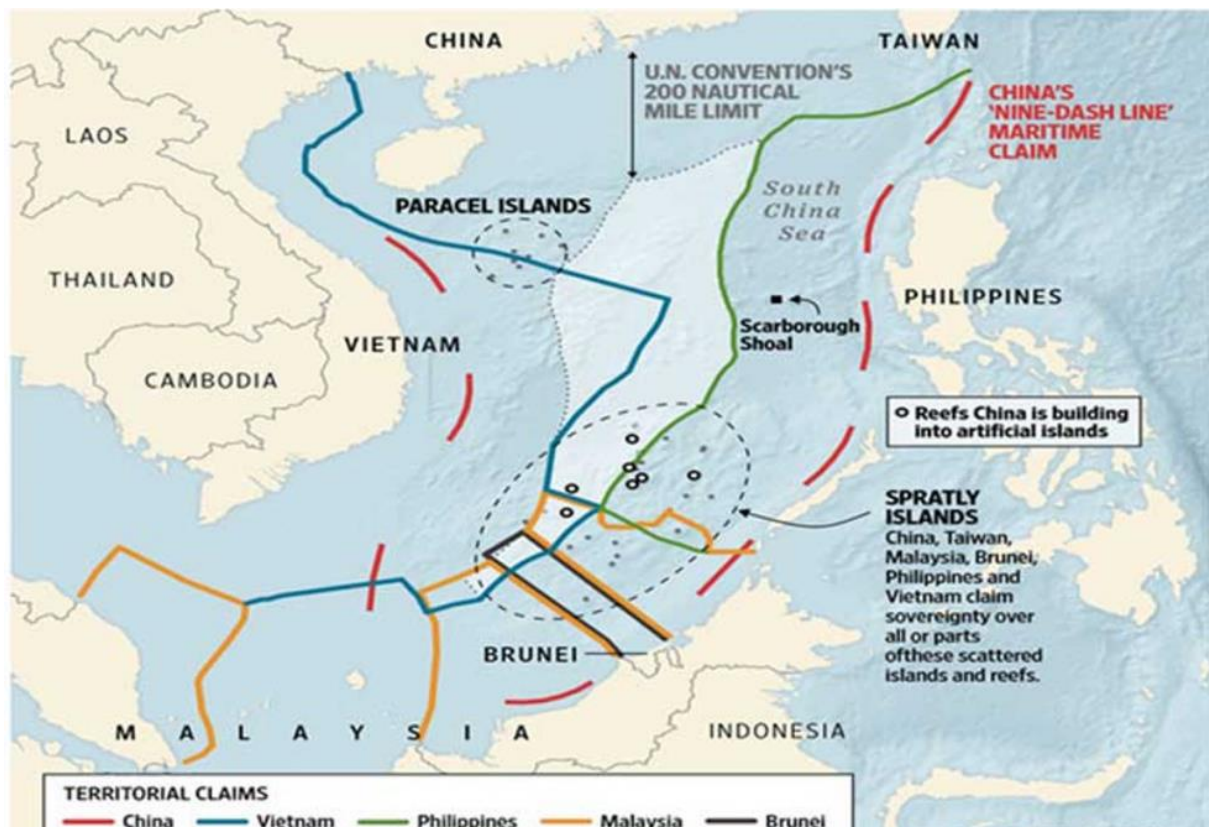 CHINA
TAIWAN
U.N. CONVENTION'S
200 NAUTICAL
MILE LIMIT
CHINA'S
'NINE-DASH LINE'
MARITIME
CLAIM
LAOS
South
China
Sea
PARACEL ISLANDS
THAILAND
PHILIPPINES
Scarborough
Shoal
VIETNAM
CAMBODIA
Reefs China is building
into artificial islands
SPRATLY
ISLANDS
China, Taiwan,
Malaysia, Brunei,
Philippines and
Vietnam claim
sovereignty over
all or parts
ofthese scattered
islands and reefs.
BRUNEI
MALAYSIA
INDONESIA
TERRITORIAL CLAIMS
China Vietnam Philippines Malaysia Brunei